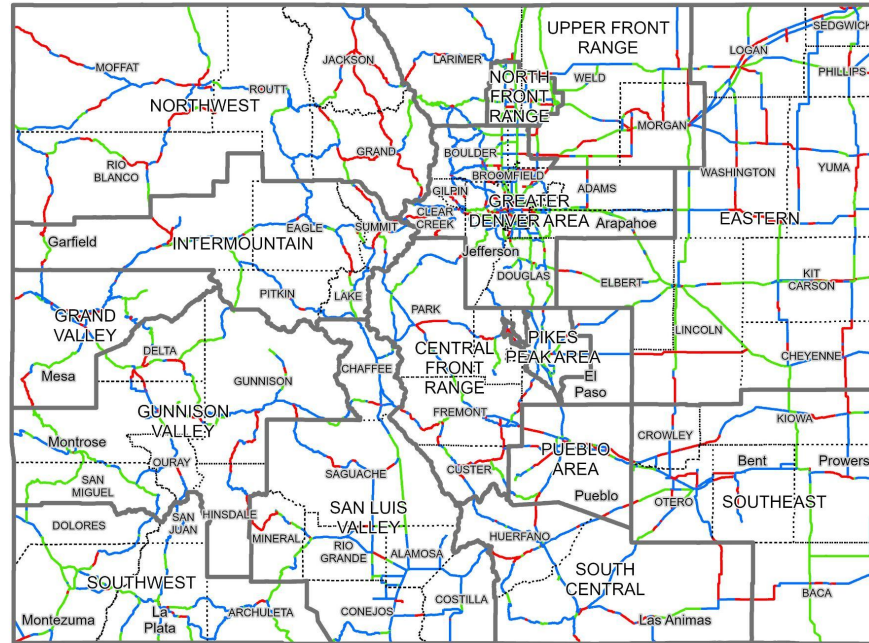 UPPER FRONT
RANGE
SEDGWICK
LOGAN
MOFFAT
JACKSON
LARIMER
PHILLIPS
NORTH
FRONT
RANGE
WELD
ROUTT
NORTHWEST
MORGAN
GRAND
BOULDER
RIO
BLANCO
BROOMFIELD
WASHINGTON
YUMA
GILPIN
ADAMS
GREATER
DENVER AREA
CLEAR
CREEK
EAGLE
SUMMIT
EASTERN
Arapahoe
Garfield
INTERMOUNTAIN
Jefferson
DOUGLAS
ELBERT
KIT
CARSON
PITKIN
LAKE
PARK
GRAND
VALLEY
LINCOLN
PIKES
PEAK AREA
CENTRAL
FRONT
RANGE
DELTA
CHEYENNE
Mesa
GUNNISON
CHAFFEE
El
Paso
GUNNISON
VALLEY
FREMONT
KIOWA
Montrose
CROWLEY
PUEBLO
AREA
OURAY
Bent
Prowers
CUSTER
SAGUACHE
SAN
MIGUEL
Pueblo
OTERO
SOUTHEAST
SAN LUIS
VALLEY
HINSDALE
SAN
JUAN
DOLORES
MINERAL
HUERFANO
RIO
GRANDE
ALAMOSA
SOUTH
CENTRAL
SOUTHWEST
COSTILLA
BACA
Montezuma
La
Plata
ARCHULETA
CONEJOS
Las Animas